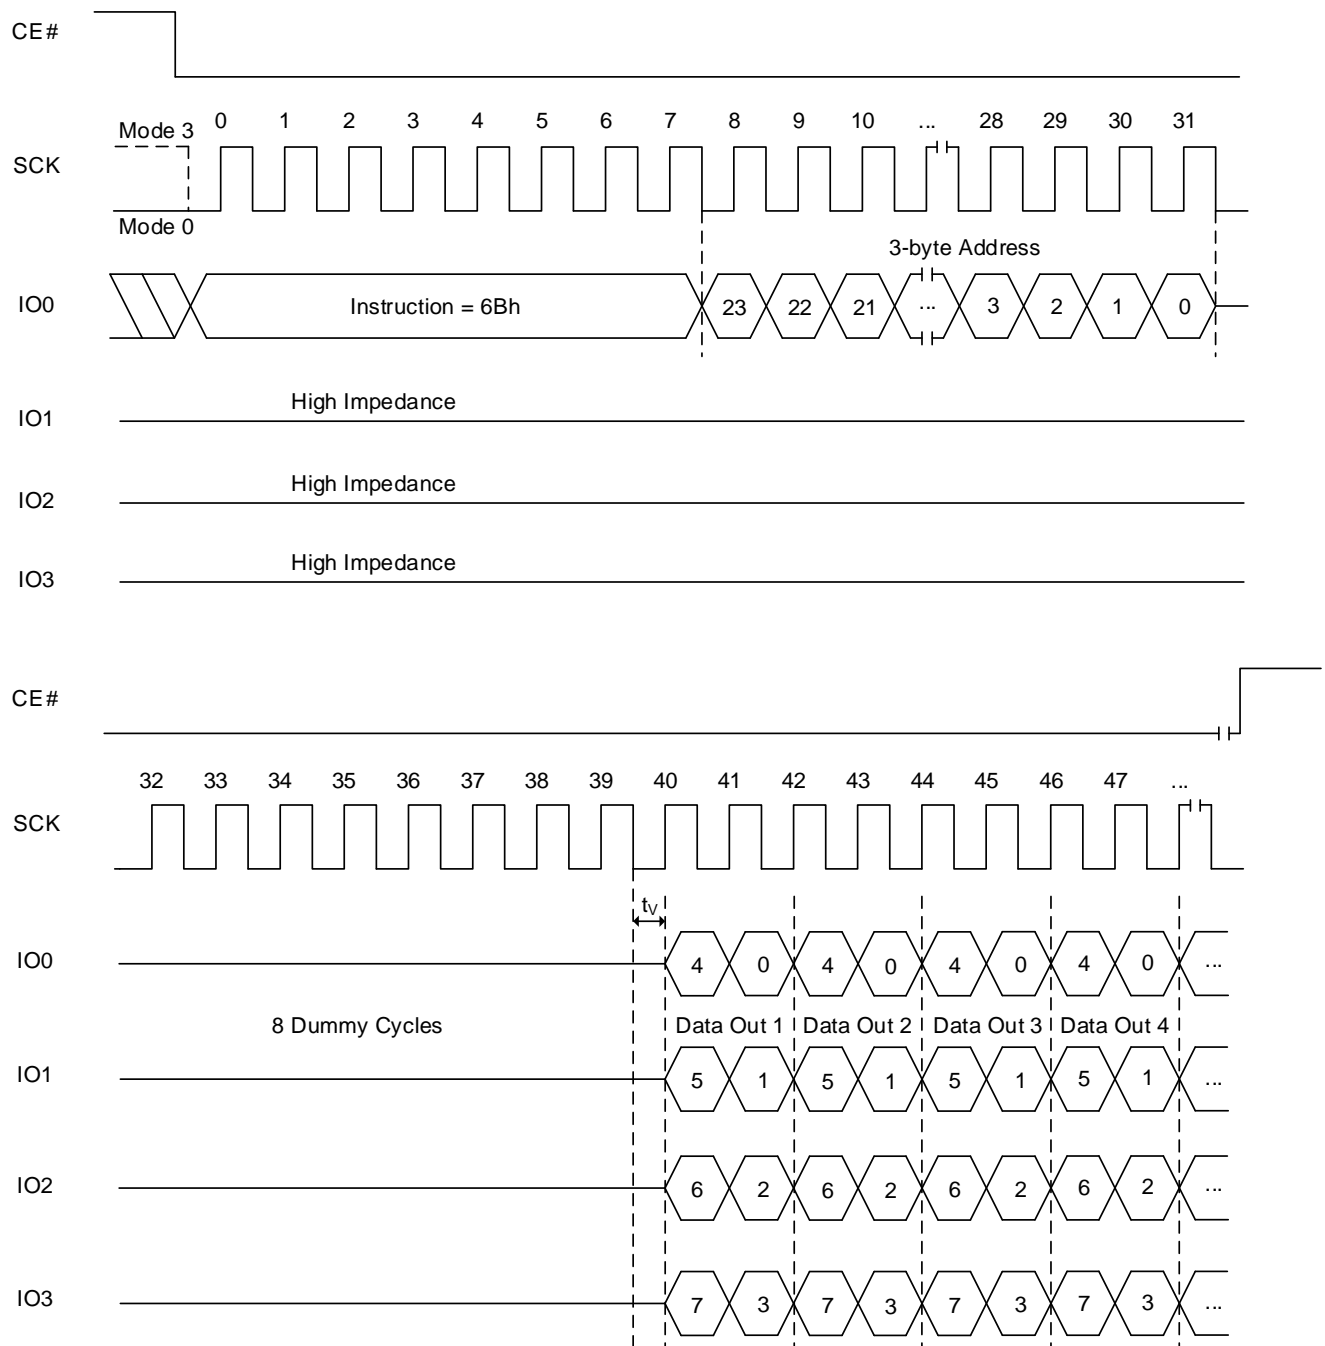 CE#
Mode 3 0 1 2 3 4 5 6 7 8 9 10 ... 28 29 30 31
SCK
Mode 0
3-byte Address
IO0 Instruction = 6Bh 23 22 21 ... 3 2 1 0
High Impedance
IO1
High Impedance
IO2
High Impedance
IO3
CE#
32 33 34 35 36 37 38 39 40 41 42 43 44 45 46 47 ...
SCK
tV
IO0 4 0 4 0 4 0 4 0 ...
8 Dummy Cycles Data Out 1 Data Out 2 Data Out 3 Data Out 4
IO1 5 1 5 1 5 1 5 1 ...
IO2 6 2 6 2 6 2 6 2 ...
IO3 7 3 7 3 7 3 7 3 ...